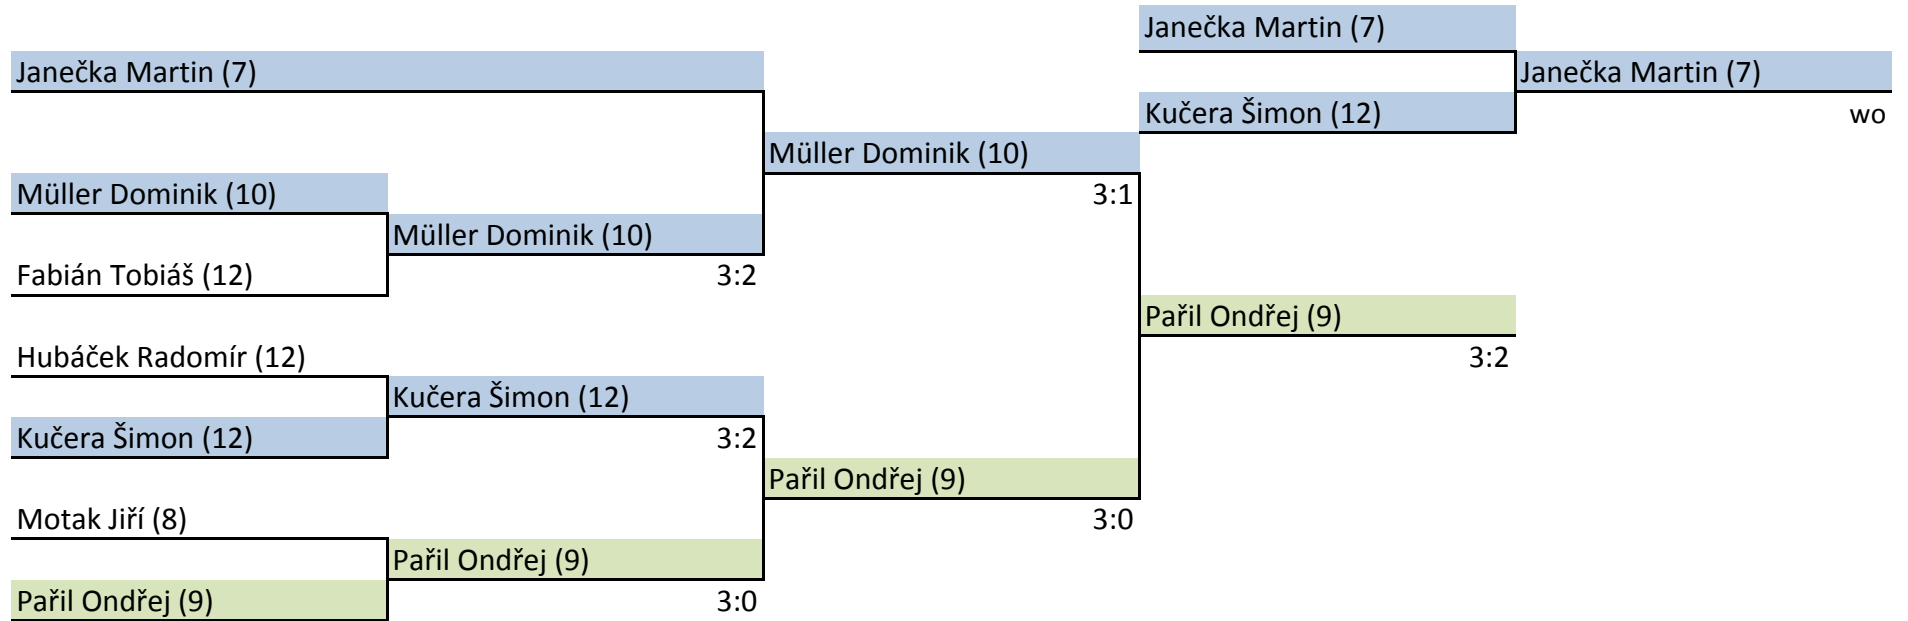 Janečka Martin (7)
Janečka Martin (7)
Janečka Martin (7)
Kučera Šimon (12)
wo
Müller Dominik (10)
Müller Dominik (10)
3:1
Müller Dominik (10)
Fabián Tobiáš (12)
3:2
Pařil Ondřej (9)
Hubáček Radomír (12)
3:2
Kučera Šimon (12)
Kučera Šimon (12)
3:2
Pařil Ondřej (9)
Motak Jiří (8)
3:0
Pařil Ondřej (9)
Pařil Ondřej (9)
3:0